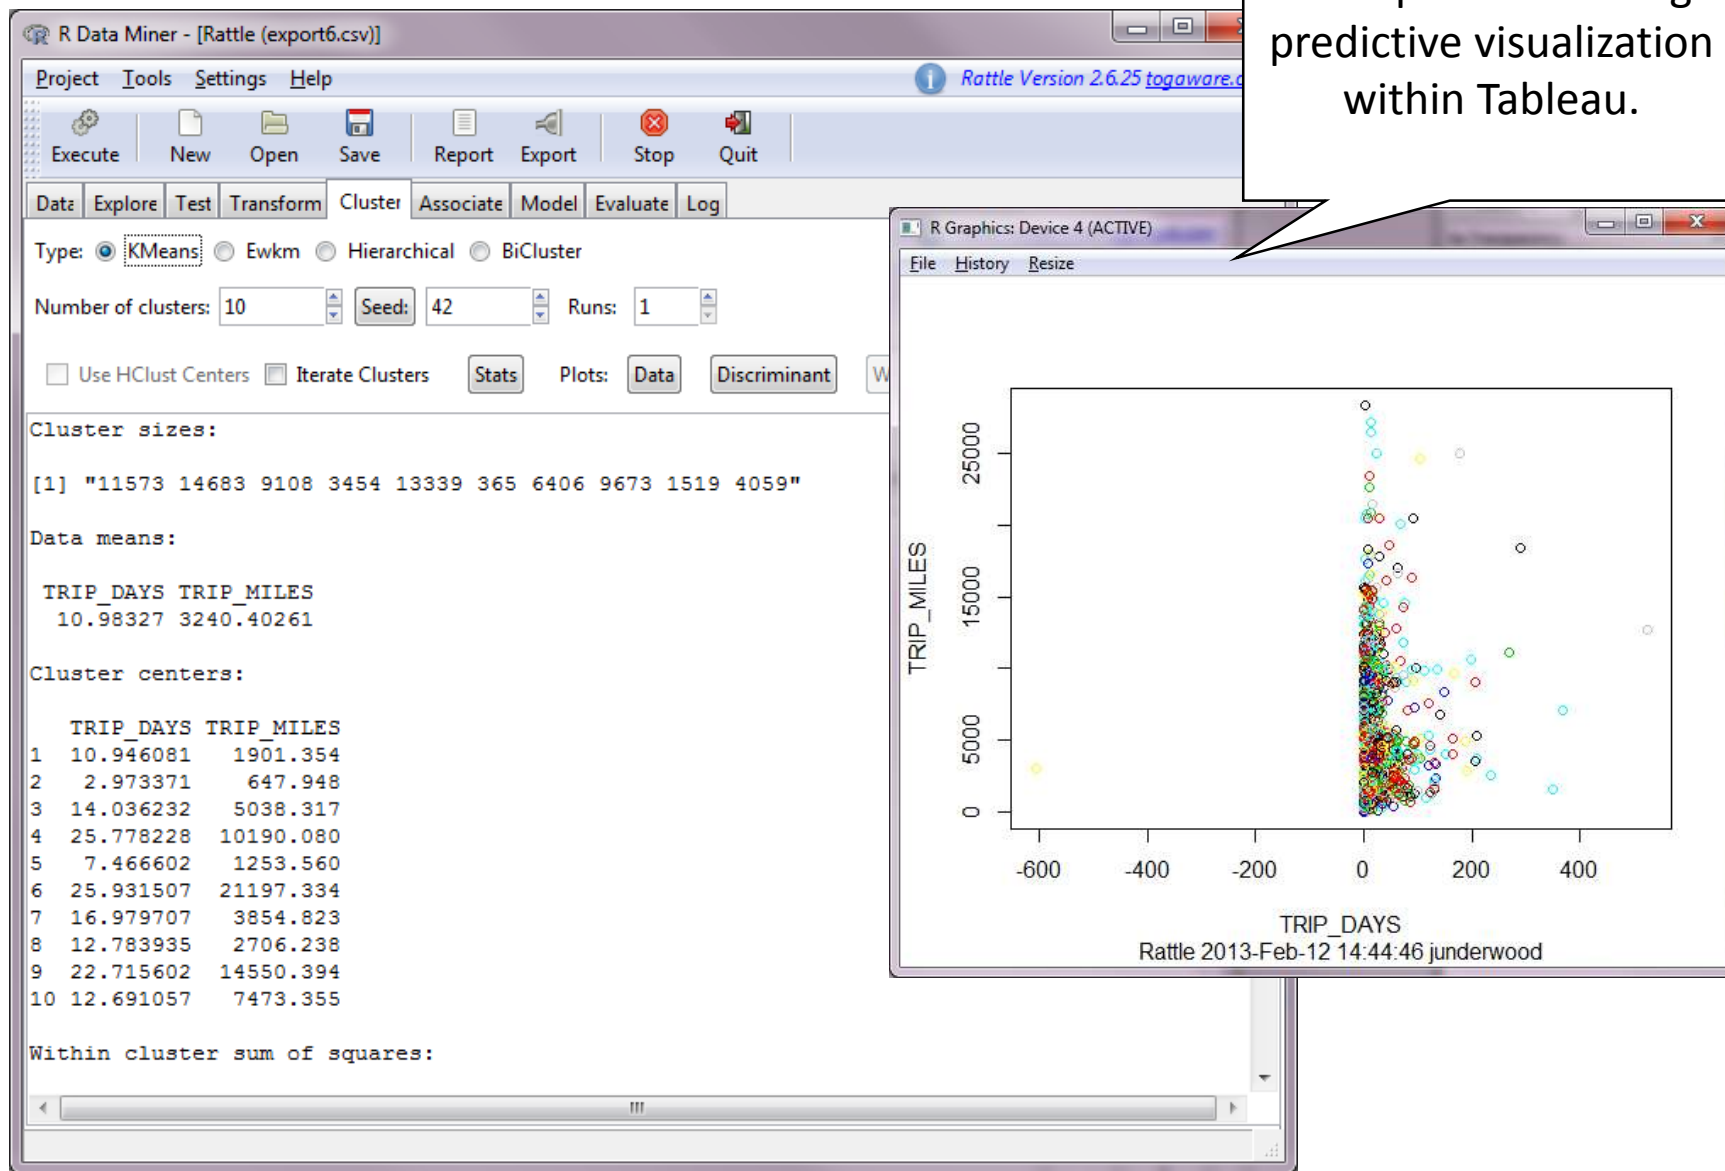 R Data Miner - [Rattle (export6.csv)]
predictive visualization
within Tableau.
Project Tools Settings Help
Rattle Version 2.6.25
Execute New Open Save Report Export Stop Quit
Data Explore Test Transform Cluster Associate Model Evaluate Log
Type: KMeans Ewkm Hierarchical BiCluster
Number of clusters: 10 Seed: 42 Runs: 1
Use HClust Centers Iterate Clusters Stats Plots: Data Discriminant
Cluster sizes:
[1] "11573 14683 9108 3454 13339 365 6406 9673 1519 4059"
Data means:
TRIP_DAYS TRIP_MILES
10.98327 3240.40261
Cluster centers:
TRIP_DAYS TRIP_MILES
1 10.946081 1901.354
2 2.973371 647.948
3 14.036232 5038.317
4 25.778228 10190.080
5 7.466602 1253.560
6 25.931507 21197.334
7 16.979707 3854.823
8 12.783935 2706.238
9 22.715602 14550.394
10 12.691057 7473.355
Within cluster sum of squares:
R Graphics: Device 4 (ACTIVE)
File History Resize
TRIP_MILES
25000
15000
5000
0
-600 -400 -200 0 200 400
TRIP_DAYS
Rattle 2013-Feb-12 14:44:46 junderwood